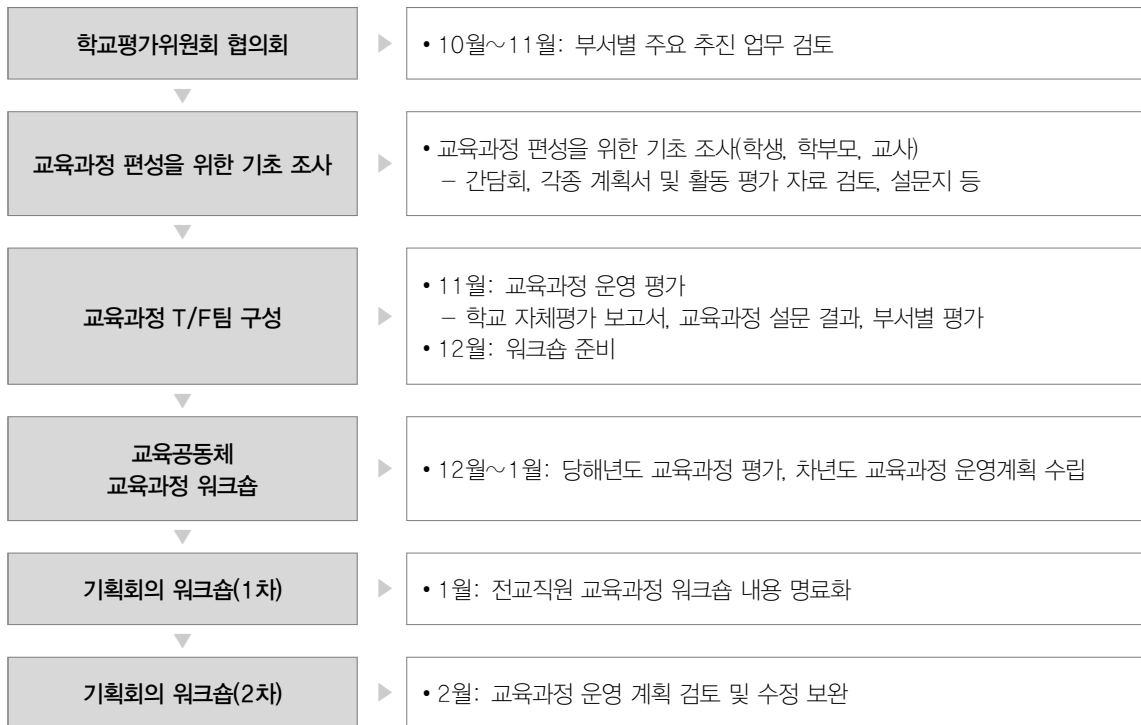 학교평가위원회 협의회
• 10월~11월: 부서별 주요 추진 업무 검토
교육과정 편성을 위한 기초 조사
• 교육과정 편성을 위한 기초 조사(학생, 학부모, 교사)
– 간담회, 각종 계획서 및 활동 평가 자료 검토, 설문지 등
교육과정 T/F팀 구성
• 11월: 교육과정 운영 평가
– 학교 자체평가 보고서, 교육과정 설문 결과, 부서별 평가
• 12월: 워크숍 준비
교육공동체
교육과정 워크숍
• 12월~1월: 당해년도 교육과정 평가, 차년도 교육과정 운영계획 수립
기획회의 워크숍(1차)
• 1월: 전교직원 교육과정 워크숍 내용 명료화
기획회의 워크숍(2차)
• 2월: 교육과정 운영 계획 검토 및 수정 보완